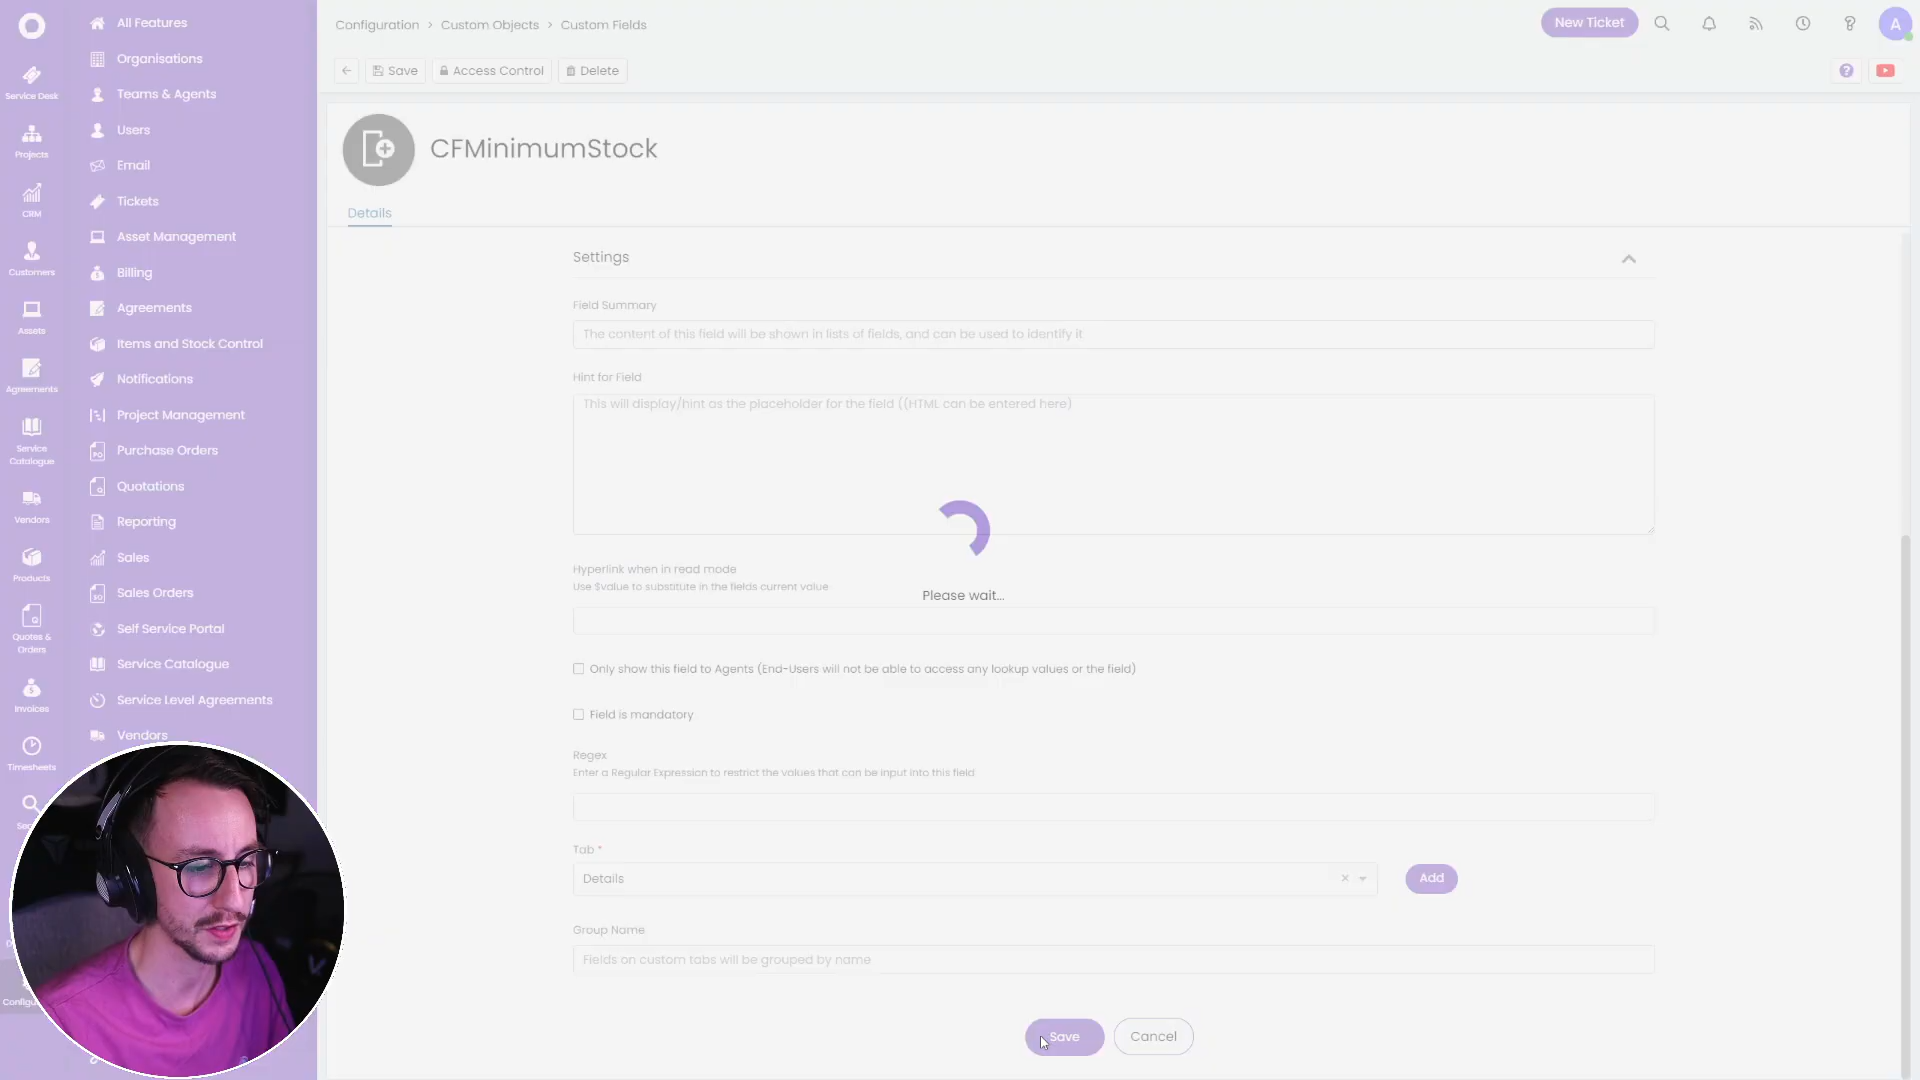 Configuration > Custom Objects > Custom Fields
New Ticket
A
Save
Access Control
Delete
CFMinimumStock
Details
Service Desk
Projects
CRM
Customers
Assets
Agreements
Service Catalogue
Vendors
Products
Quotes & Orders
Invoices
Timesheets
All Features
Organisations
Teams & Agents
Users
Email
Tickets
Asset Management
Billing
Agreements
Items and Stock Control
Notifications
Project Management
Purchase Orders
Quotations
Reporting
Sales
Sales Orders
Self Service Portal
Service Catalogue
Service Level Agreements
Vendors
Settings
Field Summary
The content of this field will be shown in lists of fields, and can be used to identify it
Hint for Field
This will display/hint as the placeholder for the field ((HTML can be entered here)
Hyperlink when in read mode
Use $value to substitute in the fields current value
Please wait...
Only show this field to Agents (End-Users will not be able to access any lookup values or the field)
Field is mandatory
Regex
Enter a Regular Expression to restrict the values that can be input into this field
Tab *
Details
Add
Group Name
Fields on custom tabs will be grouped by name
Save
Cancel